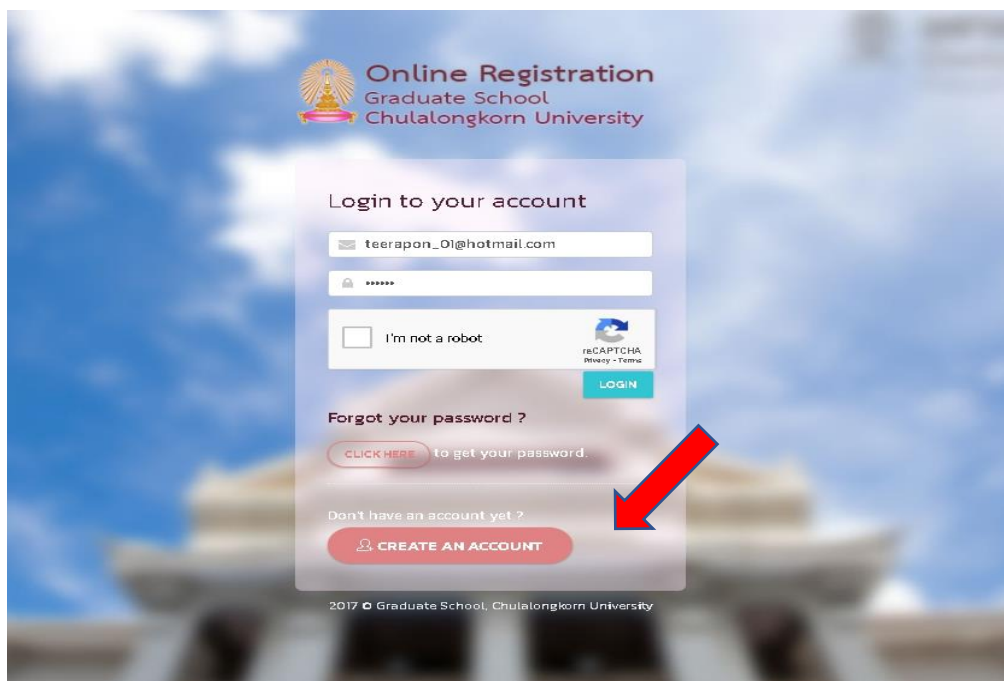 Online Registration
Graduate School
Chulalongkorn University
Login to your account
teerapon_01@hotmail.com
••••••
I'm not a robot
reCAPTCHA
Privacy - Terms
LOGIN
Forgot your password ?
CLICK HERE to get your password.
Don't have an account yet ?
CREATE AN ACCOUNT
2017 © Graduate School, Chulalongkorn University